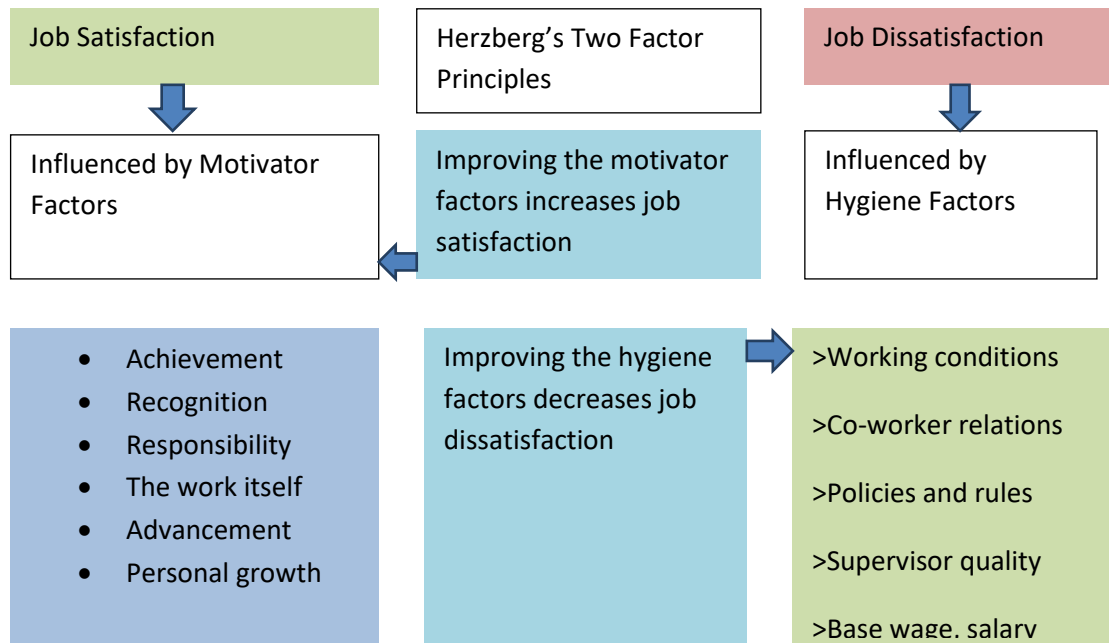 Job Satisfaction
Herzberg’s Two Factor
Principles
Job Dissatisfaction
Influenced by Motivator
Factors
Improving the motivator
factors increases job
satisfaction
Influenced by
Hygiene Factors
• Achievement
• Recognition
• Responsibility
• The work itself
• Advancement
• Personal growth
Improving the hygiene
factors decreases job
dissatisfaction
>Working conditions
>Co-worker relations
>Policies and rules
>Supervisor quality
>Base wage, salary